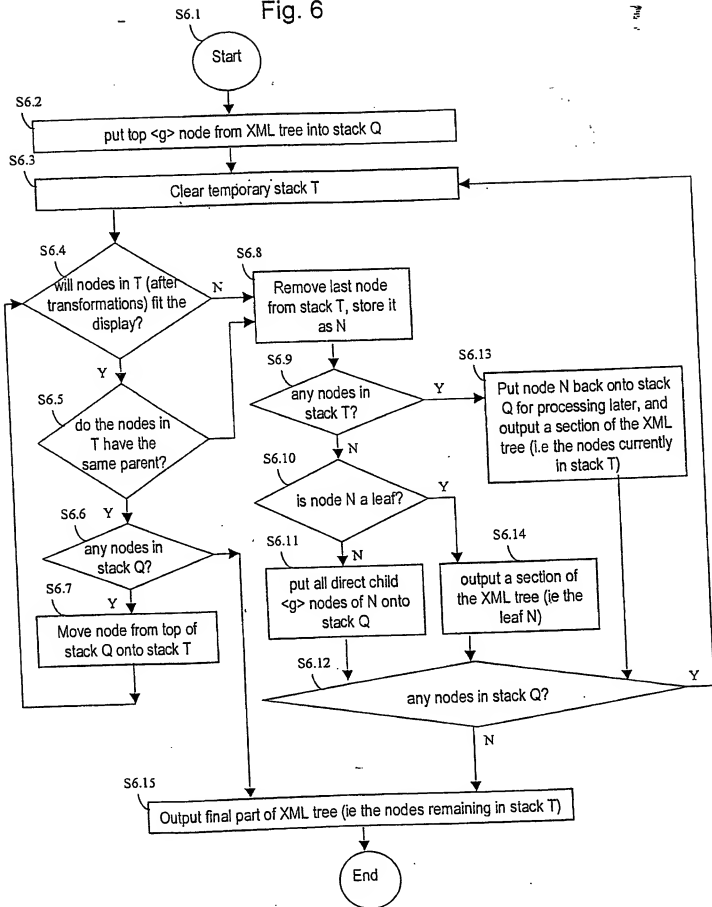 Fig. 6
S6.1
Start
S6.2
put top <g> node from XML tree into stack Q
S6.3
Clear temporary stack T
S6.4
will nodes in T (after
transformations) fit the
display?
N
Y
S6.8
Remove last node
from stack T, store it
as N
S6.5
do the nodes in
T have the
same parent?
Y
S6.9
any nodes in
stack T?
Y
N
S6.13
Put node N back onto stack
Q for processing later, and
output a section of the XML
tree (i.e the nodes currently
in stack T)
S6.10
is node N a leaf?
Y
N
S6.6
any nodes in
stack Q?
Y
S6.7
Move node from top of
stack Q onto stack T
S6.11
put all direct child
<g> nodes of N onto
stack Q
S6.14
output a section of
the XML tree (ie the
leaf N)
S6.12
any nodes in stack Q?
Y
N
S6.15
Output final part of XML tree (ie the nodes remaining in stack T)
End